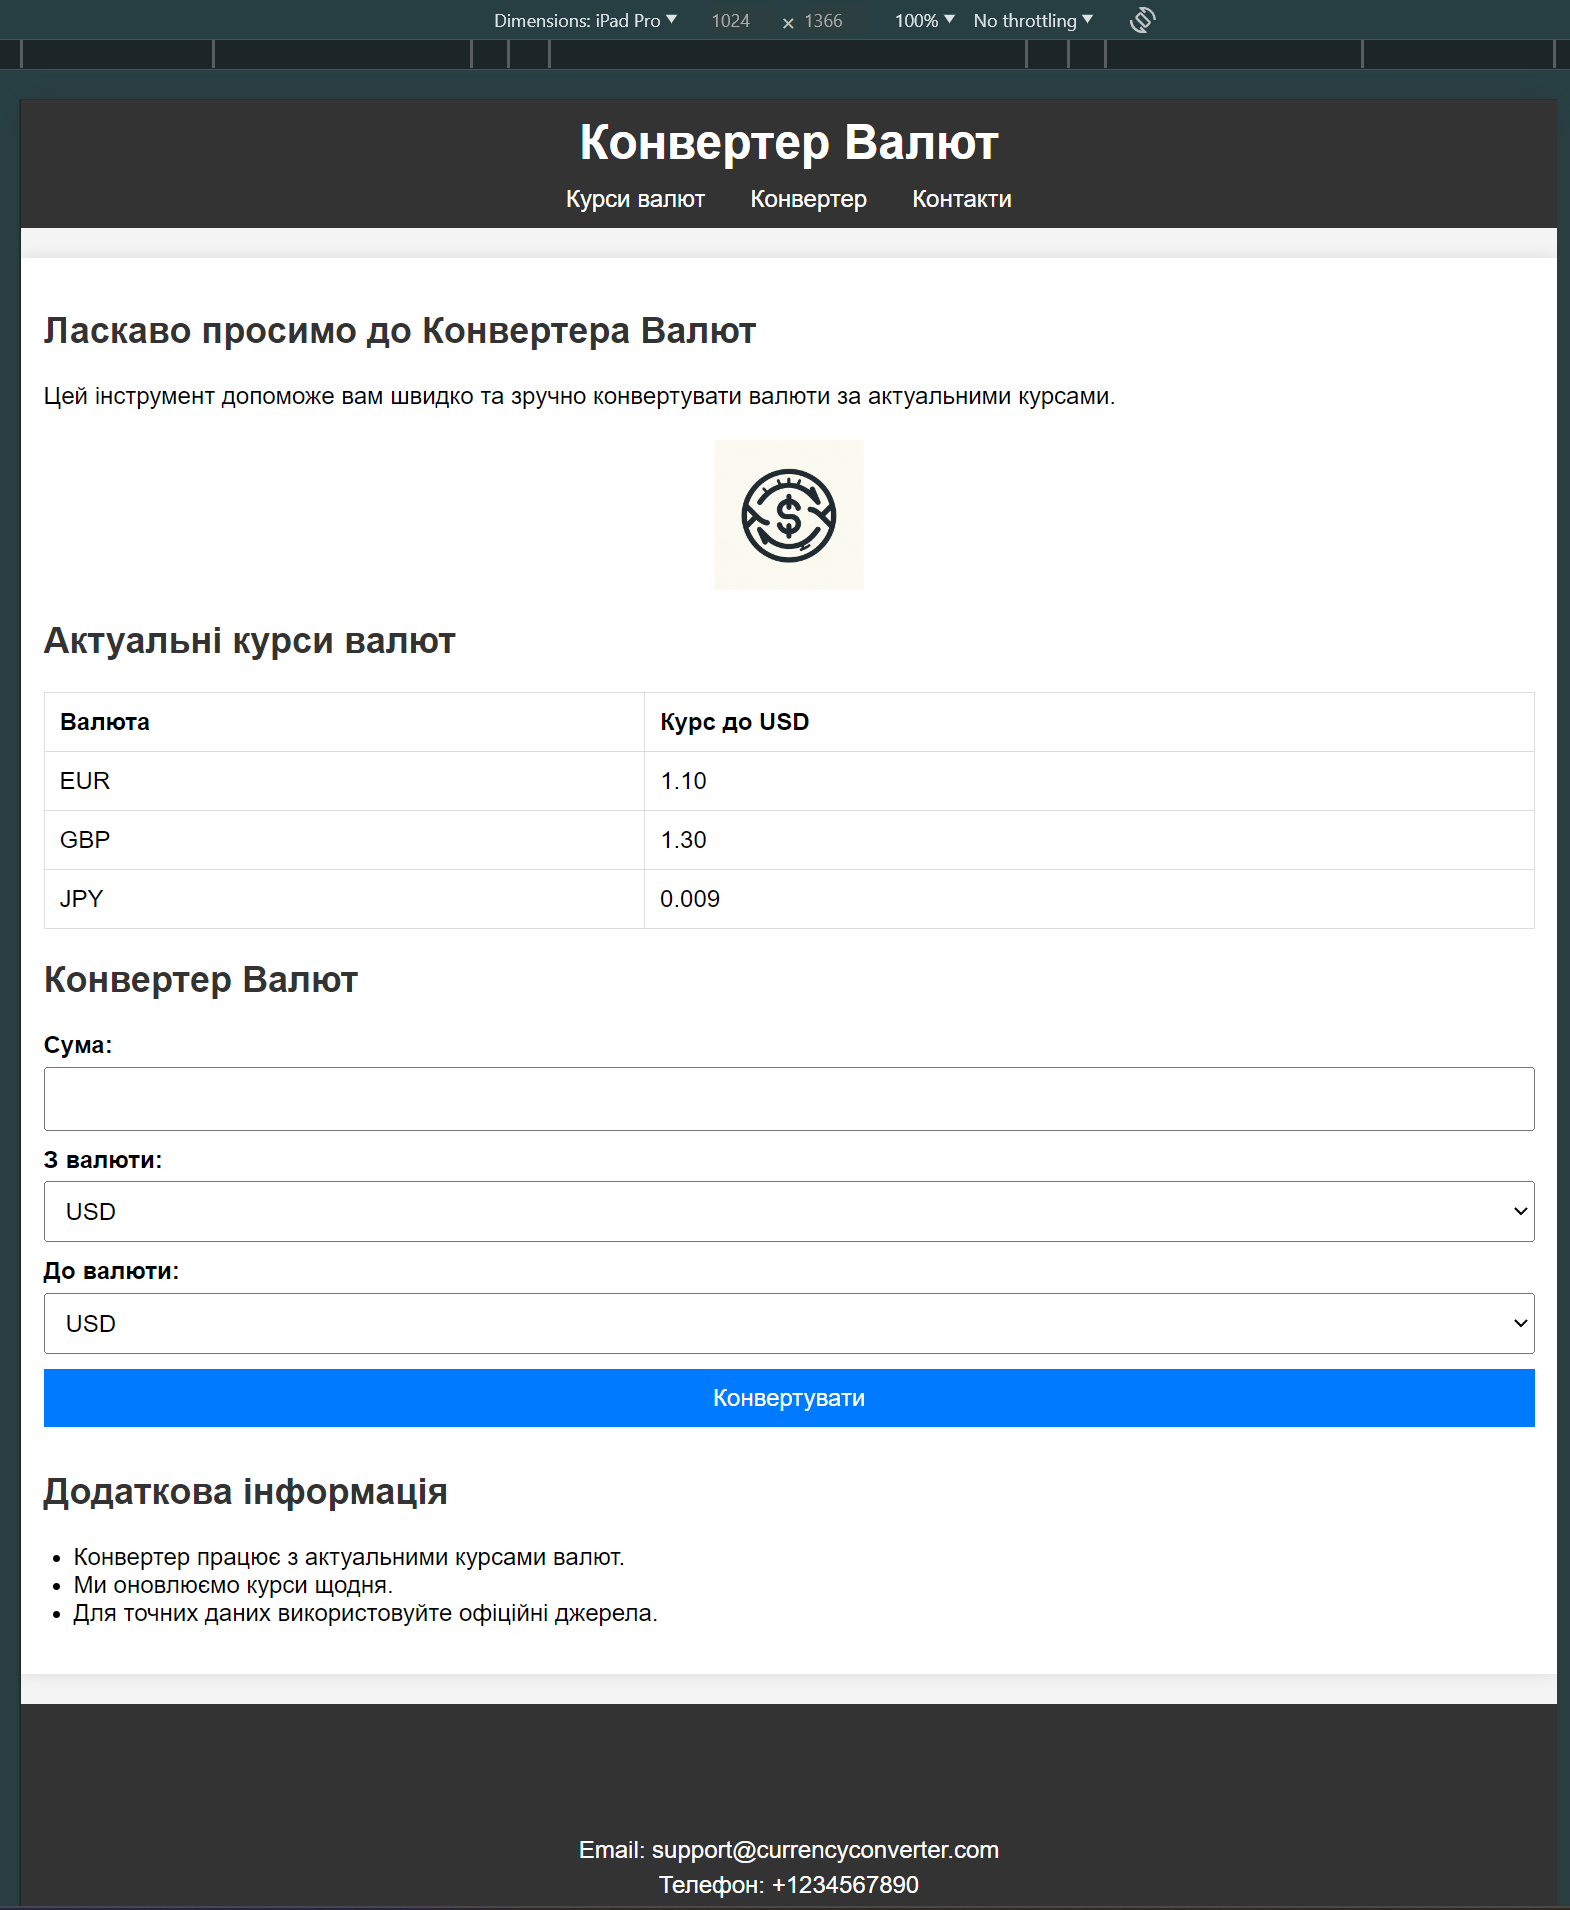 Dimensions: iPad Pro 1024 × 1366 100% No throttling
Конвертер Валют
Курси валют Конвертер Контакти
Ласкаво просимо до Конвертера Валют
Цей інструмент допоможе вам швидко та зручно конвертувати валюти за актуальними курсами.
$
Актуальні курси валют
Валюта Курс до USD
EUR 1.10
GBP 1.30
JPY 0.009
Конвертер Валют
Сума:
З валюти:
USD
До валюти:
USD
Конвертувати
Додаткова інформація
• Конвертер працює з актуальними курсами валют.
• Ми оновлюємо курси щодня.
• Для точних даних використовуйте офіційні джерела.
Email: support@currencyconverter.com
Телефон: +1234567890